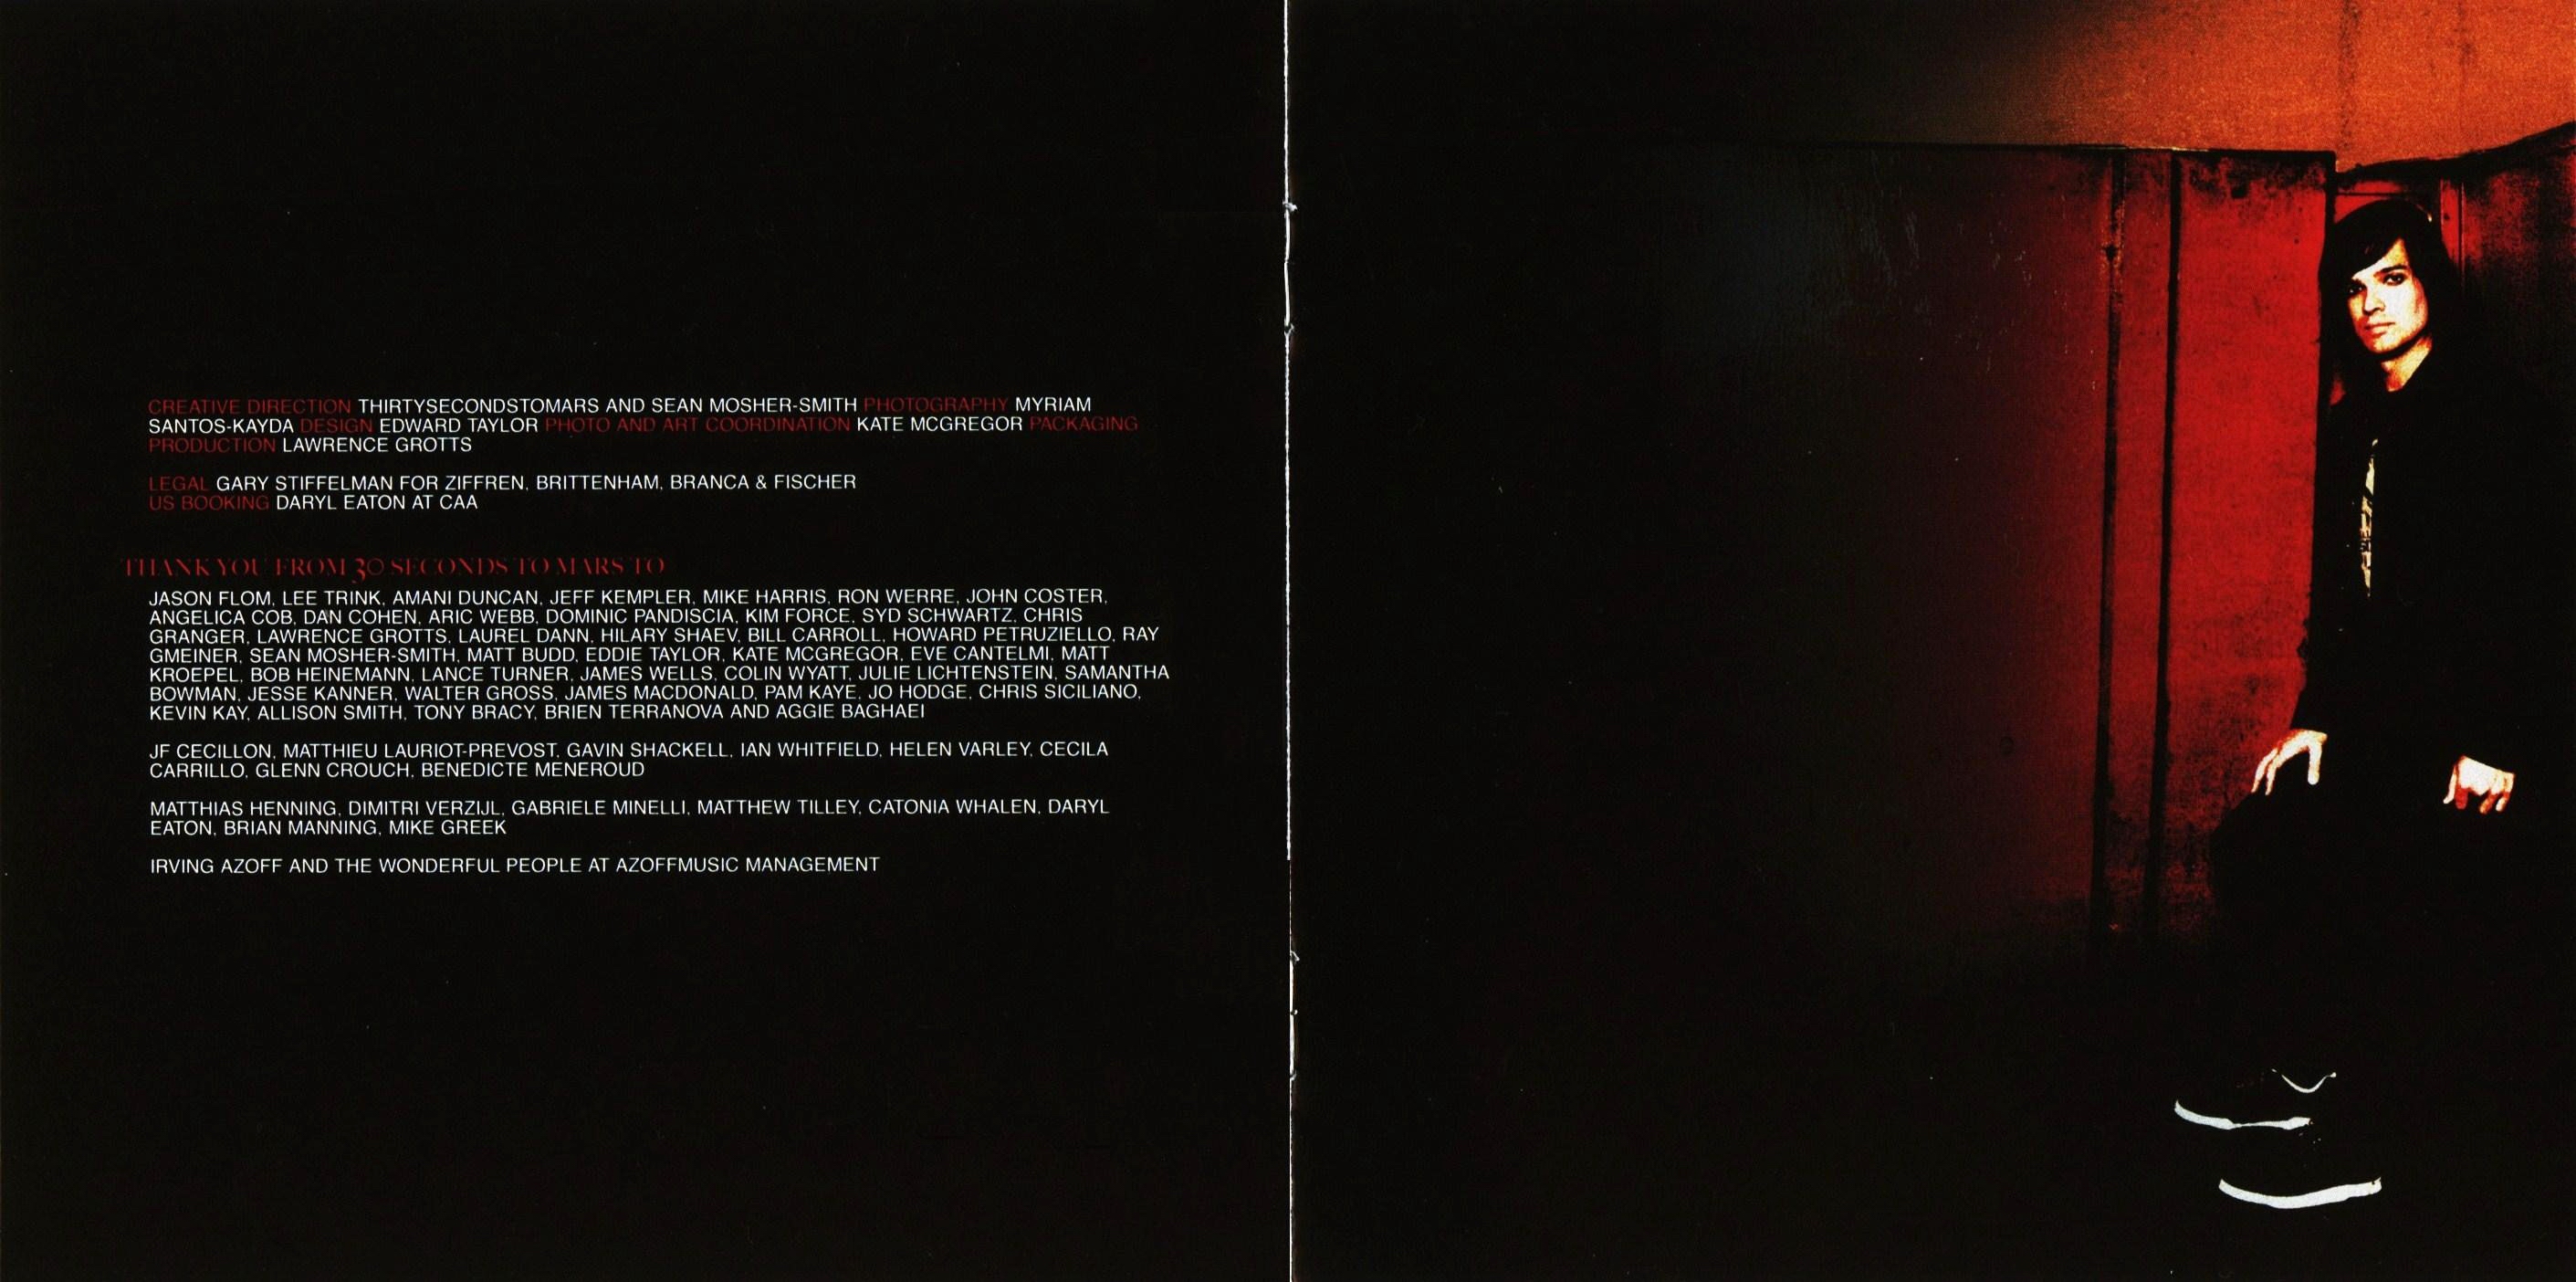 CREATIVE DIRECTION THIRTYSECONDSTOMARS AND SEAN MOSHER-SMITH PHOTOGRAPHY MYRIAM
SANTOS-KAYDA DESIGN EDWARD TAYLOR PHOTO AND ART COORDINATION KATE MCGREGOR PACKAGING
PRODUCTION LAWRENCE GROTTS
LEGAL GARY STIFFELMAN FOR ZIFFREN, BRITTENHAM, BRANCA & FISCHER
US BOOKING DARYL EATON AT CAA
THANK YOU FROM 30 SECONDS TO MARS TO
JASON FLOM, LEE TRINK, AMANI DUNCAN, JEFF KEMPLER, MIKE HARRIS, RON WERRE, JOHN COSTER,
ANGELICA COB, DAN COHEN, ARIC WEBB, DOMINIC PANDISCIA, KIM FORCE, SYD SCHWARTZ, CHRIS
GRANGER, LAWRENCE GROTTS, LAUREL DANN, HILARY SHAEV, BILL CARROLL, HOWARD PETRUZIELLO, RAY
GMEINER, SEAN MOSHER-SMITH, MATT BUDD, EDDIE TAYLOR, KATE MCGREGOR, EVE CANTELMI, MATT
KROEPEL, BOB HEINEMANN, LANCE TURNER, JAMES WELLS, COLIN WYATT, JULIE LICHTENSTEIN, SAMANTHA
BOWMAN, JESSE KANNER, WALTER GROSS, JAMES MACDONALD, PAM KAYE, JO HODGE, CHRIS SICILIANO,
KEVIN KAY, ALLISON SMITH, TONY BRACY, BRIEN TERRANOVA AND AGGIE BAGHAEI
JF CECILLON, MATTHIEU LAURIOT-PREVOST, GAVIN SHACKELL, IAN WHITFIELD, HELEN VARLEY, CECILA
CARRILLO, GLENN CROUCH, BENEDICTE MENEROUD
MATTHIAS HENNING, DIMITRI VERZIJL, GABRIELE MINELLI, MATTHEW TILLEY, CATONIA WHALEN, DARYL
EATON, BRIAN MANNING, MIKE GREEK
IRVING AZOFF AND THE WONDERFUL PEOPLE AT AZOFFMUSIC MANAGEMENT